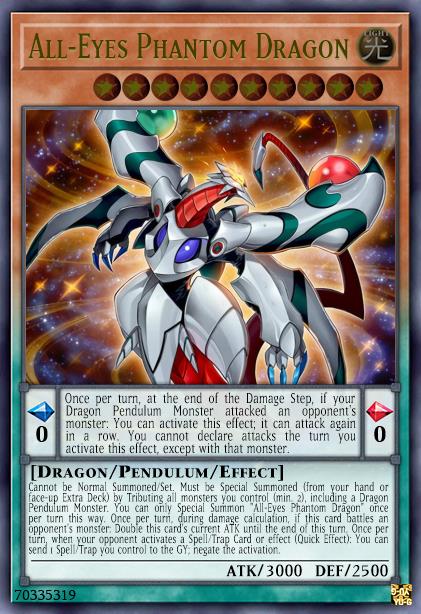 All-Eyes Phantom Dragon
LIGHT
光
Once per turn, at the end of the Damage Step, if your
Dragon Pendulum Monster attacked an opponent's
monster: You can activate this effect; it can attack again
in a row. You cannot declare attacks the turn you
activate this effect, except with that monster.
0
0
[Dragon/Pendulum/Effect]
Cannot be Normal Summoned/Set. Must be Special Summoned (from your hand or
face-up Extra Deck) by Tributing all monsters you control (min. 2), including a Dragon
Pendulum Monster. You can only Special Summon "All-Eyes Phantom Dragon" once
per turn this way. Once per turn, during damage calculation, if this card battles an
opponent's monster: Double this card's current ATK until the end of this turn. Once per
turn, when your opponent activates a Spell/Trap Card or effect (Quick Effect): You can
send 1 Spell/Trap you control to the GY; negate the activation.
ATK/3000 DEF/2500
70335319